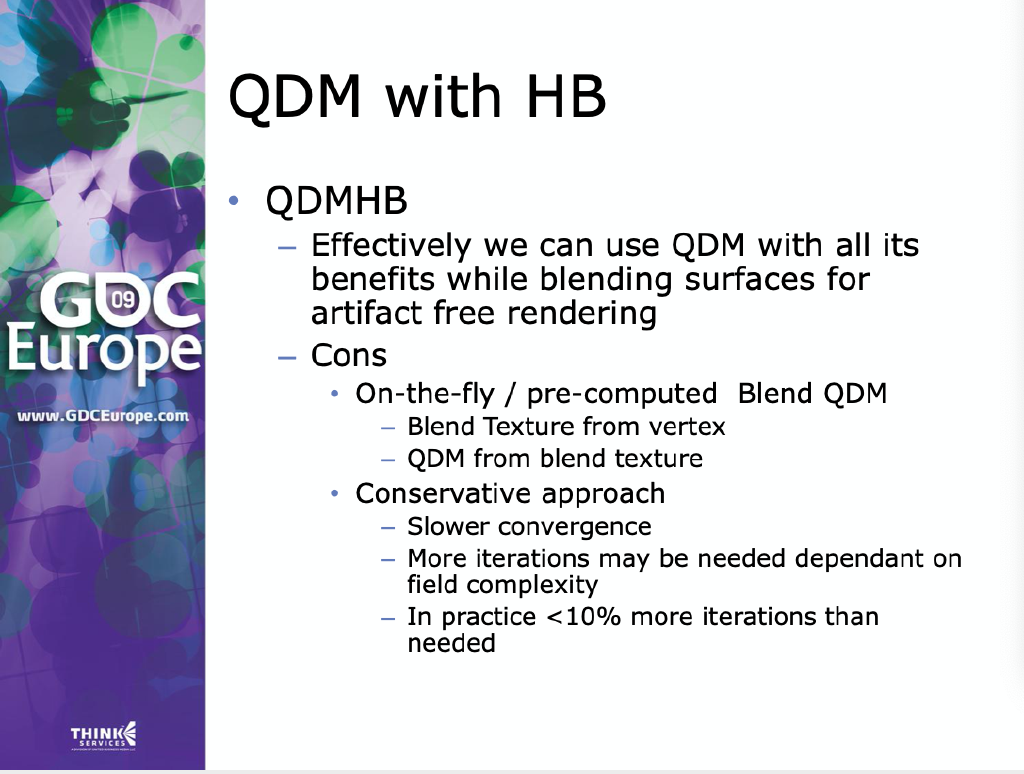 QDM with HB
• QDMHB
– Effectively we can use QDM with all its
benefits while blending surfaces for
artifact free rendering
– Cons
• On-the-fly / pre-computed Blend QDM
– Blend Texture from vertex
– QDM from blend texture
• Conservative approach
– Slower convergence
– More iterations may be needed dependant on
field complexity
– In practice <10% more iterations than
needed
GDC
09
Europe
www.GDCEurope.com
THINK
SERVICES